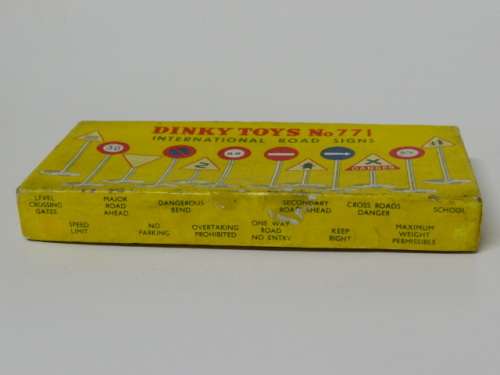 DINKY TOYS No 771
INTERNATIONAL ROAD SIGNS
30
DANGER
LEVEL
CROSSING
GATES
SPEED
LIMIT
MAJOR
ROAD
AHEAD
NO
PARKING
DANGEROUS
BEND
OVERTAKING
PROHIBITED
ONE WAY
ROAD
NO ENTRY
SECONDARY
ROAD AHEAD
KEEP
RIGHT
CROSS ROADS
DANGER
MAXIMUM
WEIGHT
PERMISSIBLE
SCHOOL